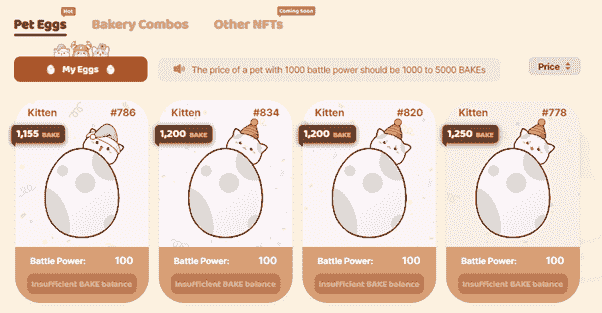 Hot
Coming Soon
Pet Eggs Bakery Combos Other NFTs
My Eggs
The price of a pet with 1000 battle power should be 1000 to 5000 BAKEs
Price
Kitten #786
1,155 BAKE
Battle Power: 100
Insufficient BAKE balance
Kitten #834
1,200 BAKE
Battle Power: 100
Insufficient BAKE balance
Kitten #820
1,200 BAKE
Battle Power: 100
Insufficient BAKE balance
Kitten #778
1,250 BAKE
Battle Power: 100
Insufficient BAKE balance